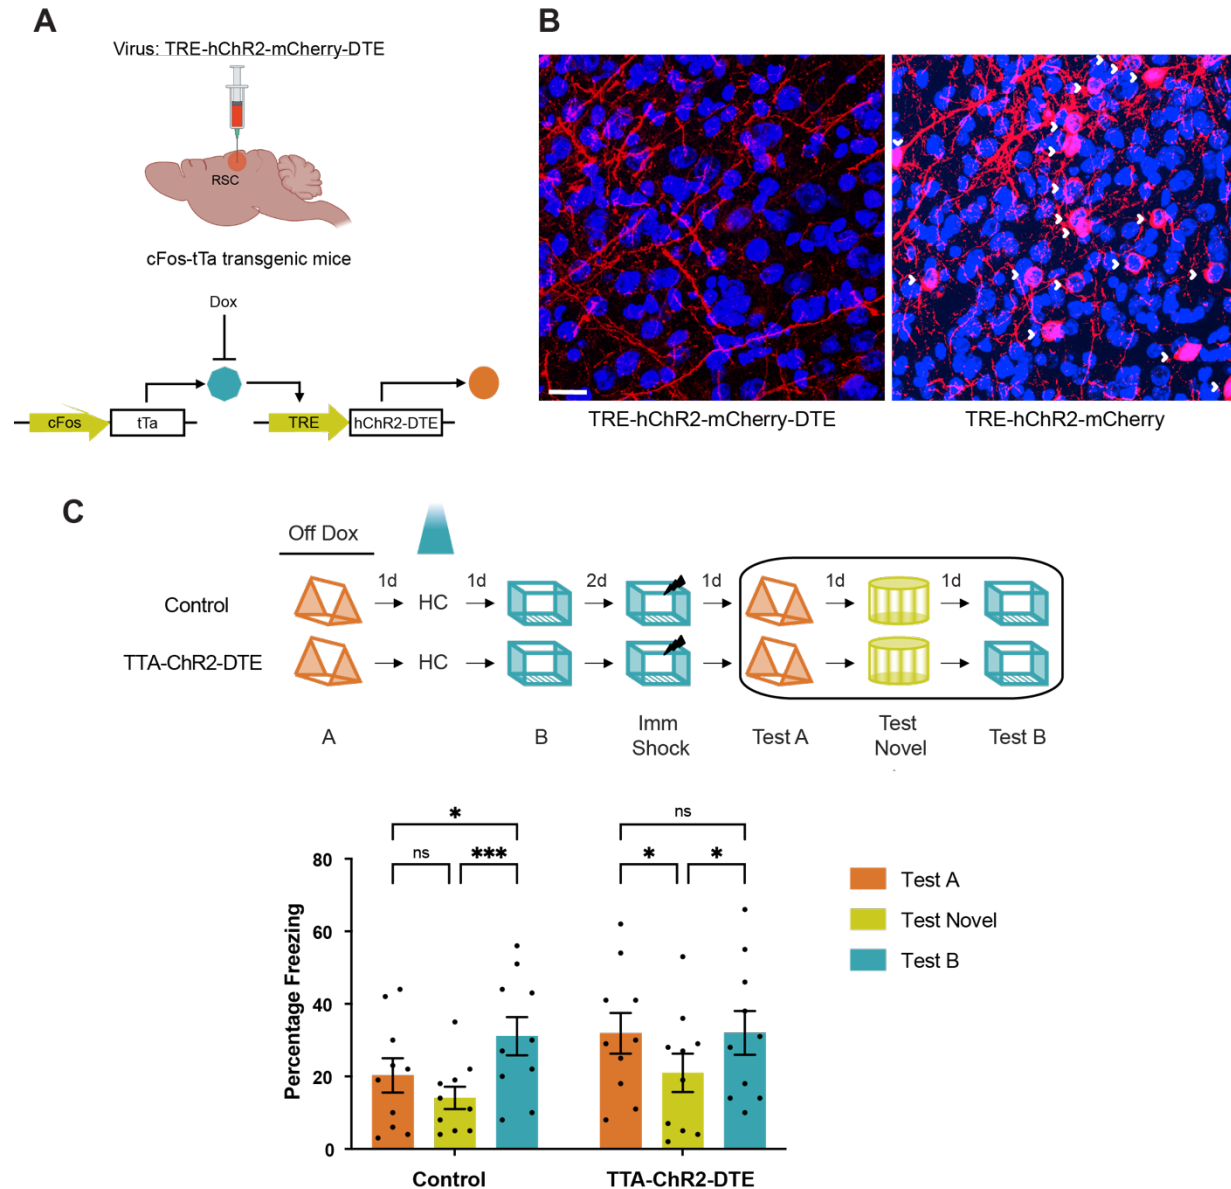 A
Virus: TRE-hChR2-mCherry-DTE
RSC
cFos-tTa transgenic mice
Dox
cFos
tTa
TRE
hChR2-DTE
B
TRE-hChR2-mCherry-DTE
TRE-hChR2-mCherry
C
Off Dox
Control
1d
HC
1d
2d
1d
1d
1d
TTA-ChR2-DTE
HC
A
B
Imm
Shock
Test A
Test
Novel
Test B
*
ns
ns
***
*
*
Percentage Freezing
80
60
40
20
0
Control
TTA-ChR2-DTE
Test A
Test Novel
Test B